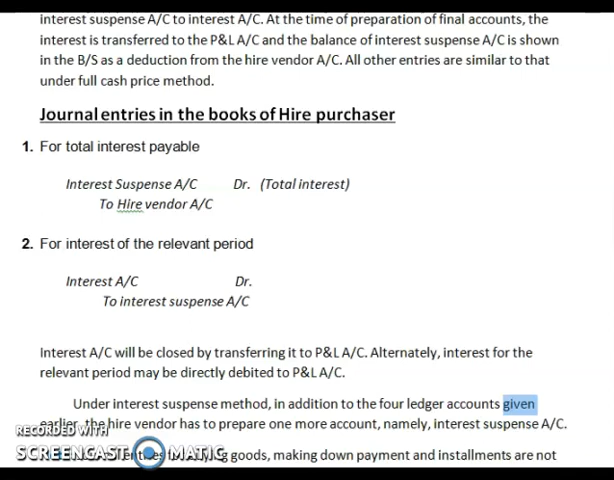 interest suspense A/C to interest A/C. At the time of preparation of final accounts, the
interest is transferred to the P&L A/C and the balance of interest suspense A/C is shown
in the B/S as a deduction from the hire vendor A/C. All other entries are similar to that
under full cash price method.
Journal entries in the books of Hire purchaser
1. For total interest payable
Interest Suspense A/C Dr. (Total interest)
To Hire vendor A/C
2. For interest of the relevant period
Interest A/C Dr.
To interest suspense A/C
Interest A/C will be closed by transferring it to P&L A/C. Alternately, interest for the
relevant period may be directly debited to P&L A/C.
Under interest suspense method, in addition to the four ledger accounts given
earlier, the hire vendor has to prepare one more account, namely, interest suspense A/C.
RECORDED WITH
SCREENCAST MATIC
goods, making down payment and installments are not